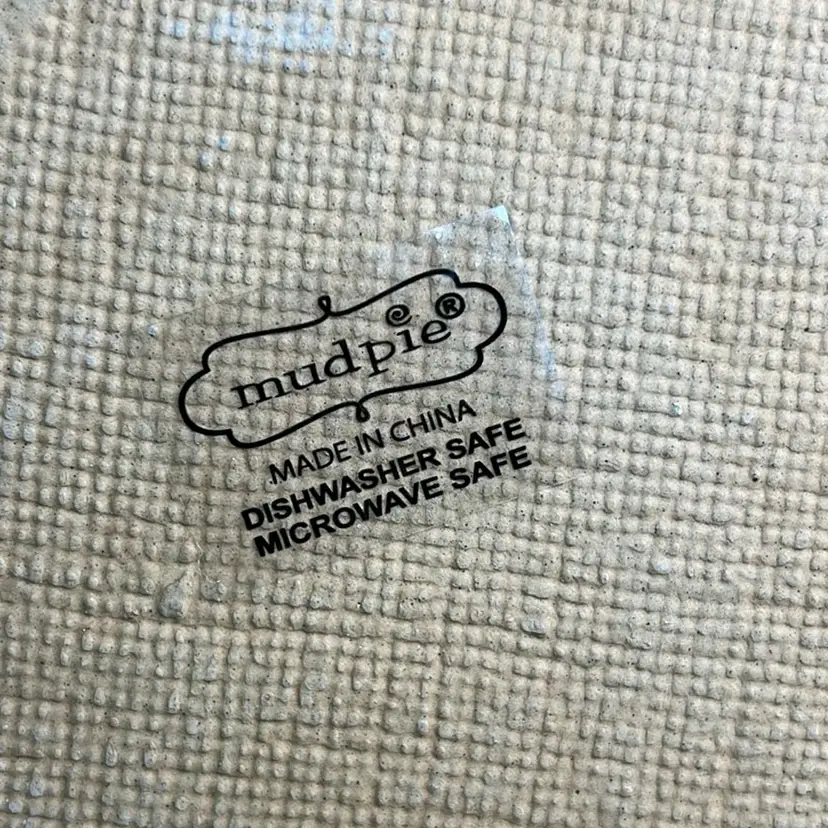 mudpie®
MADE IN CHINA
DISHWASHER SAFE
MICROWAVE SAFE